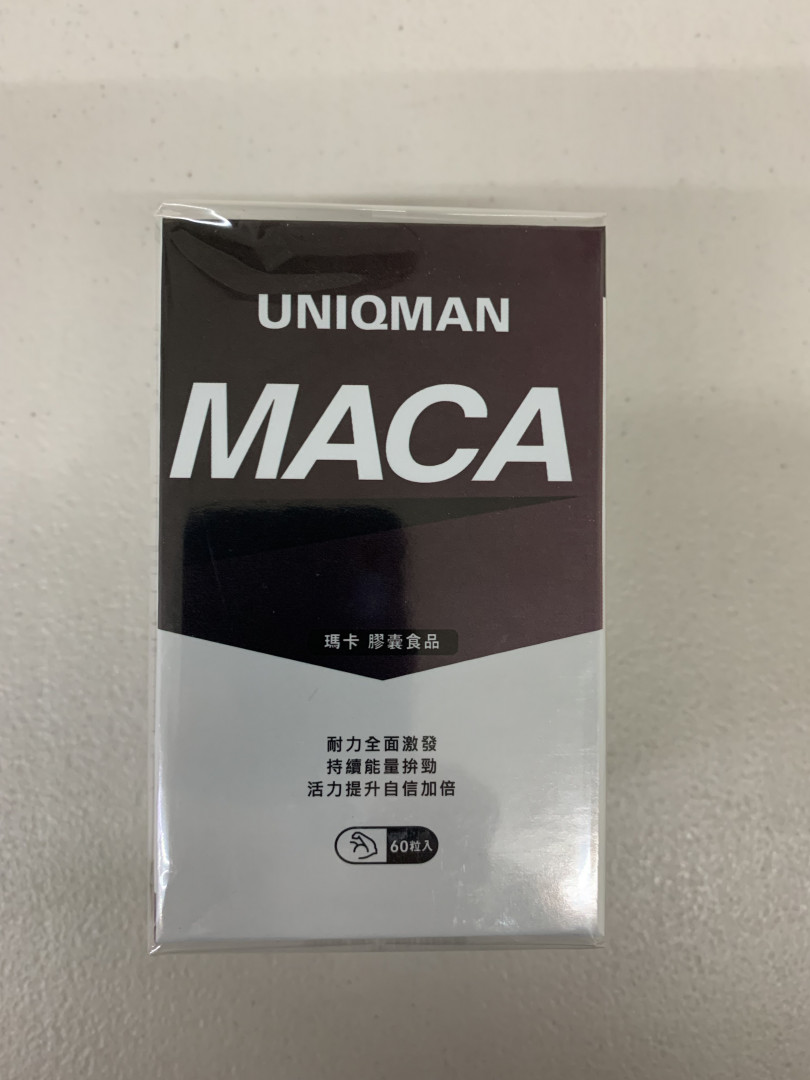 UNIQMAN
MACA
瑪卡 膠囊食品
耐力全面激發
持續能量拚勁
活力提升自信加倍
60粒入